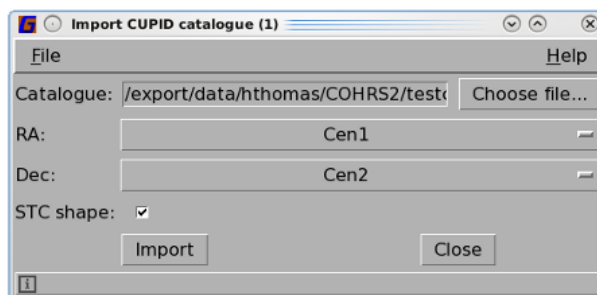 Import CUPID catalogue (1)
File Help
Catalogue: /export/data/hthomas/COHRS2/test Choose file...
RA: Cen1
Dec: Cen2
STC shape:
Import Close